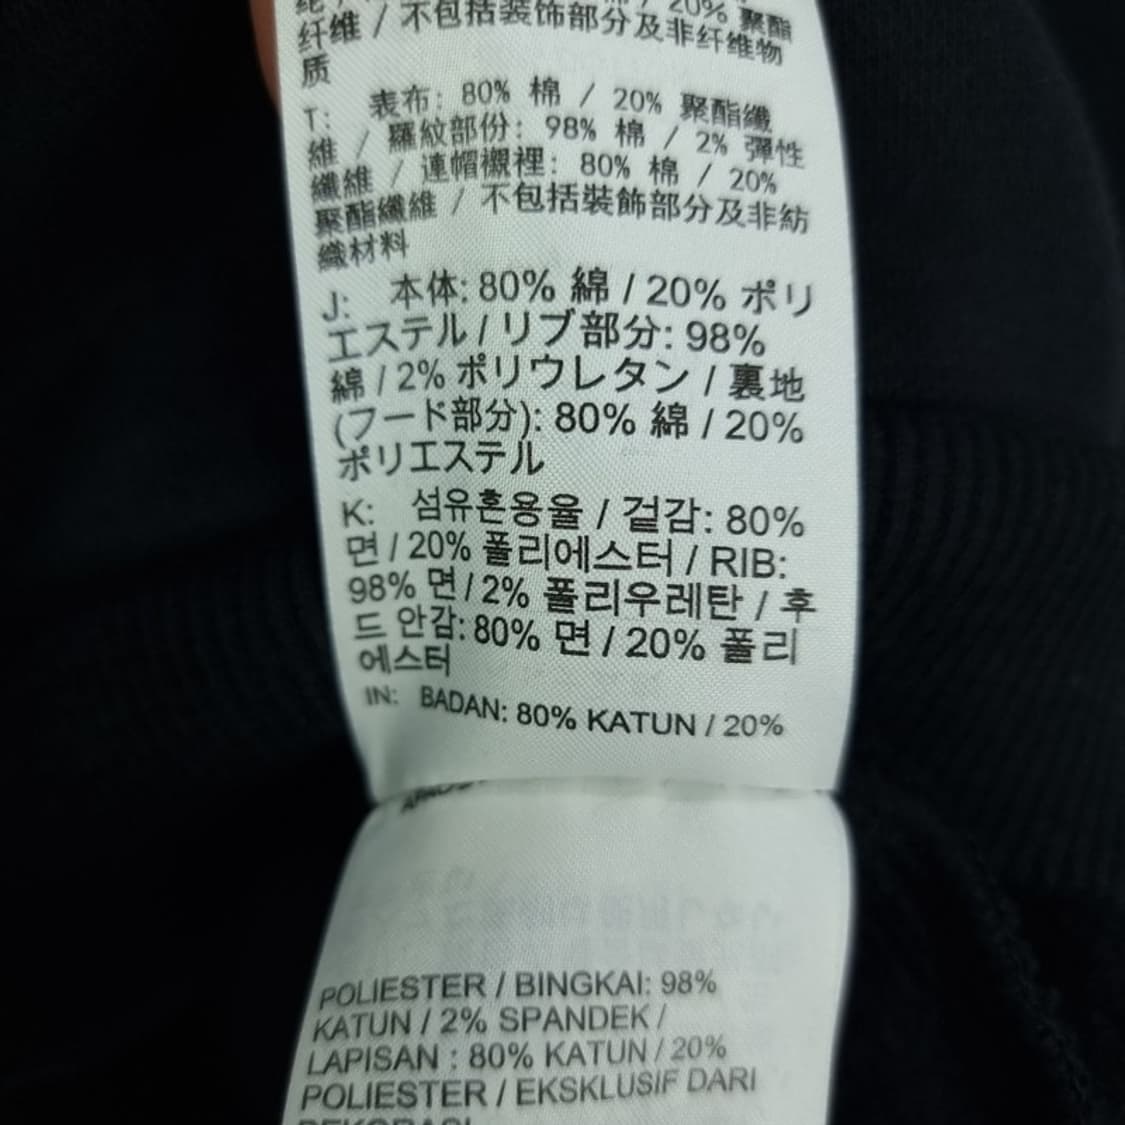 20% 聚酯
纤维 / 不包括装饰部分及非纤维物
质
T: 表布: 80% 棉 / 20% 聚酯纖
維 / 羅紋部份: 98% 棉 / 2% 彈性
纖維 / 連帽襯裡: 80% 棉 / 20%
聚酯纖維 / 不包括裝飾部分及非紡
織材料
J: 本体: 80% 綿 / 20% ポリ
エステル / リブ部分: 98%
綿 / 2% ポリウレタン / 裏地
(フード部分): 80% 綿 / 20%
ポリエステル
K: 섬유혼용율 / 겉감: 80%
면 / 20% 폴리에스터 / RIB:
98% 면 / 2% 폴리우레탄 / 후
드 안감: 80% 면 / 20% 폴리
에스터
IN: BADAN: 80% KATUN / 20%
POLIESTER / BINGKAI: 98%
KATUN / 2% SPANDEK /
LAPISAN : 80% KATUN / 20%
POLIESTER / EKSKLUSIF DARI